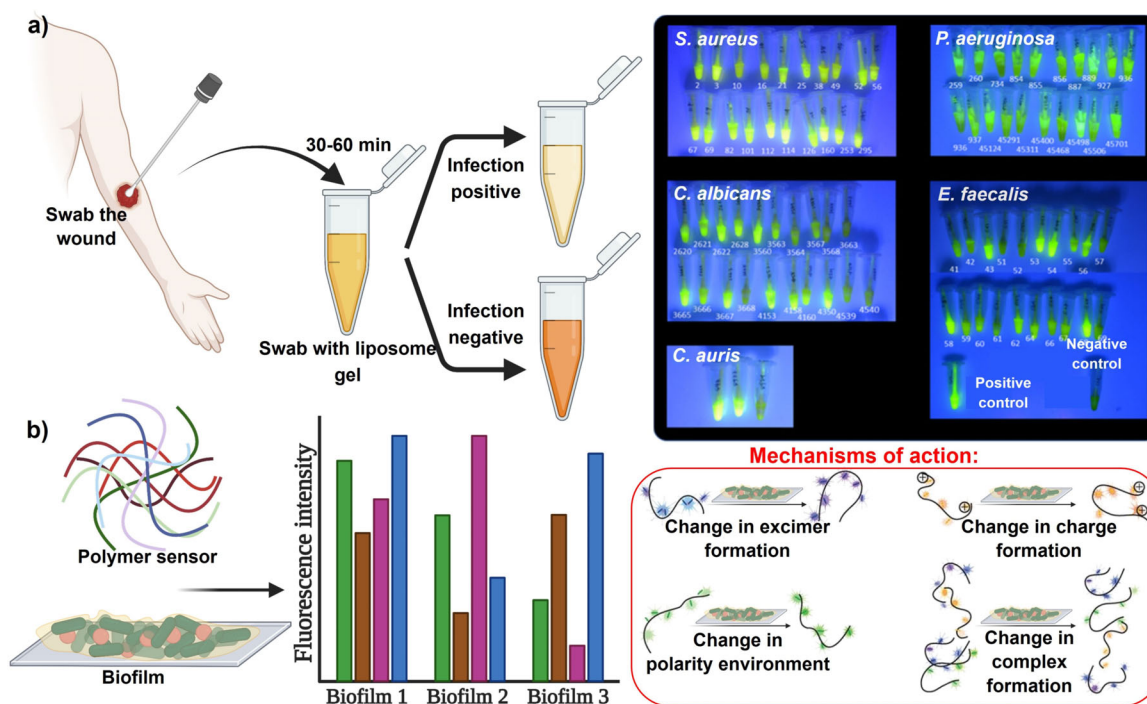 a)
Swab the
wound
30-60 min
Swab with liposome
gel
Infection
positive
Infection
negative
S. aureus
2 3 10 16 21 25 38 49 52 56
67 69 82 101 112 114 126 160 253 295
P. aeruginosa
259 260 734 854 855 856 887 889 927 936
936 937 45124 45291 45311 45400 45468 45498 45506 45701
C. albicans
2620 2621 2622 2628 3560 3563 3564 3567 3568 3663
3665 3666 3667 3668 4153 4160 4350 4539 4540
E. faecalis
41 42 43 51 52 53 54 55 56 57
58 59 60 61 62 64 66 67
Negative
control
Positive
control
C. auris
b)
Polymer sensor
Biofilm
Fluorescence intensity
Biofilm 1 Biofilm 2 Biofilm 3
Mechanisms of action:
Change in excimer
formation
Change in charge
formation
Change in
polarity environment
Change in
complex
formation